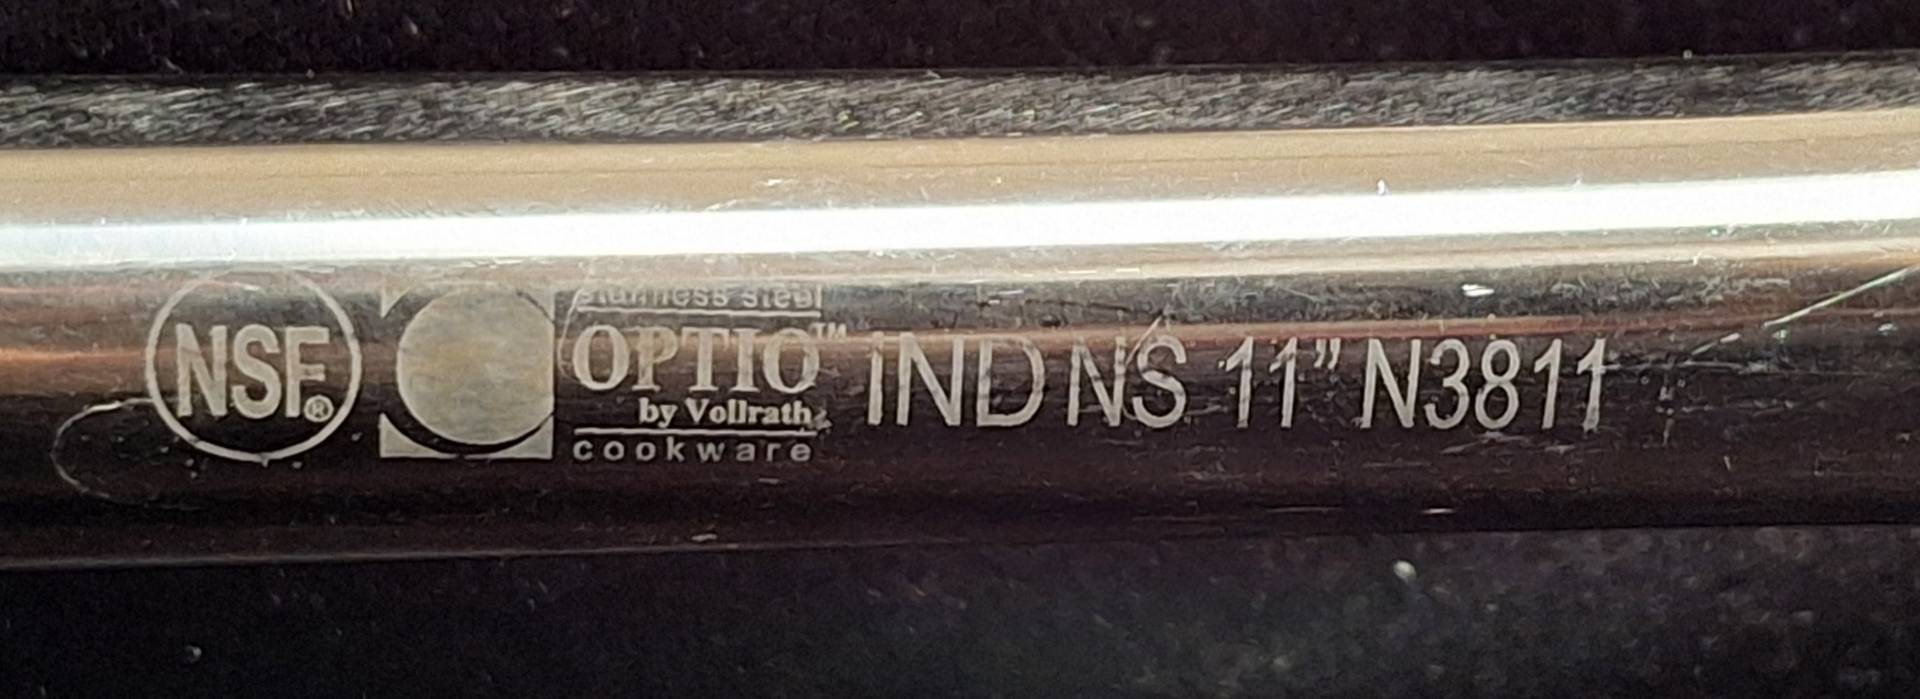 NSF®
stainless steel
OPTIO™
by Vollrath®
cookware
IND NS 11" N3811